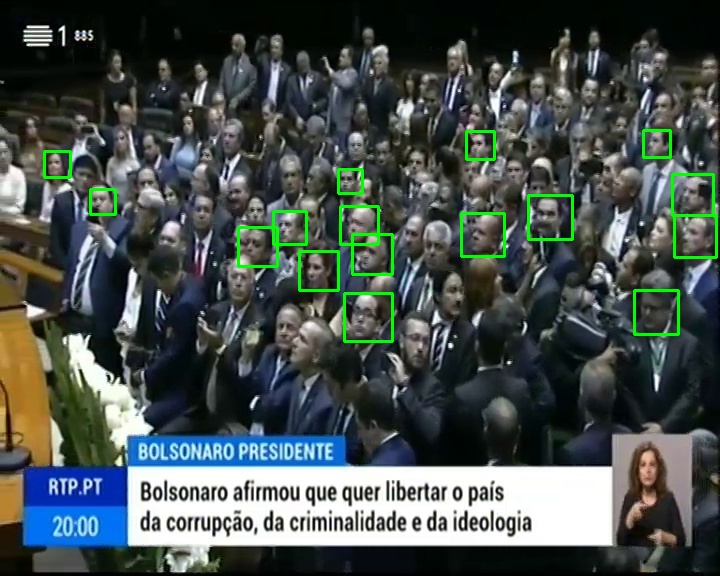 1 885
BOLSONARO PRESIDENTE
RTP.PT
20:00
Bolsonaro afirmou que quer libertar o país
da corrupção, da criminalidade e da ideologia